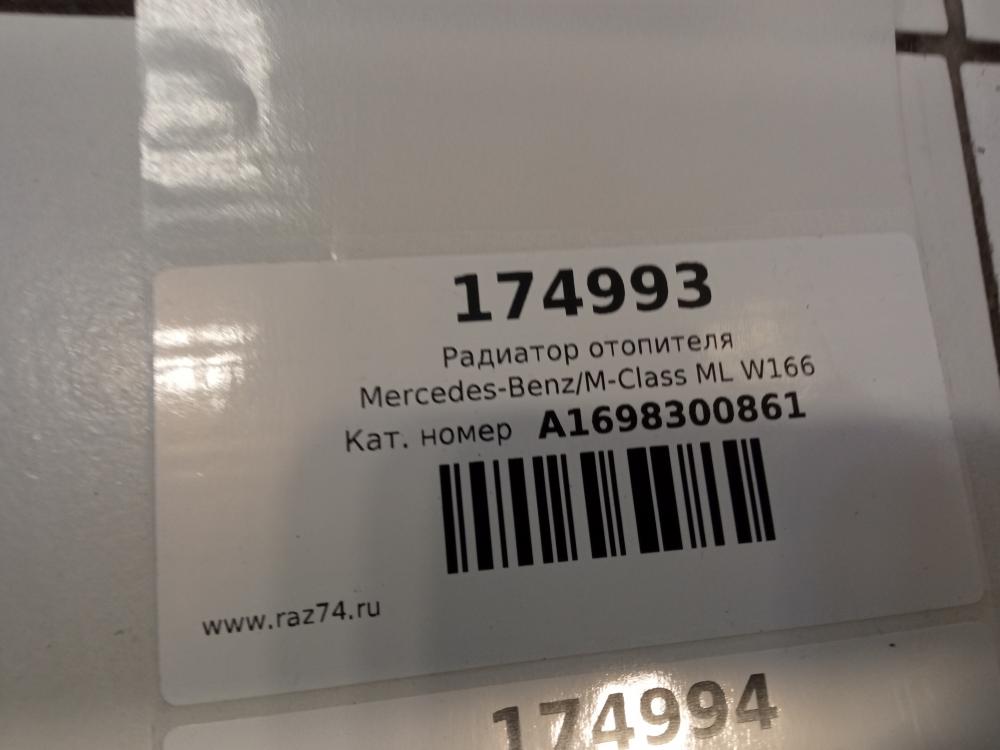 174993
Радиатор отопителя
Mercedes-Benz/M-Class ML W166
Кат. номер A1698300861
www.raz74.ru
174994